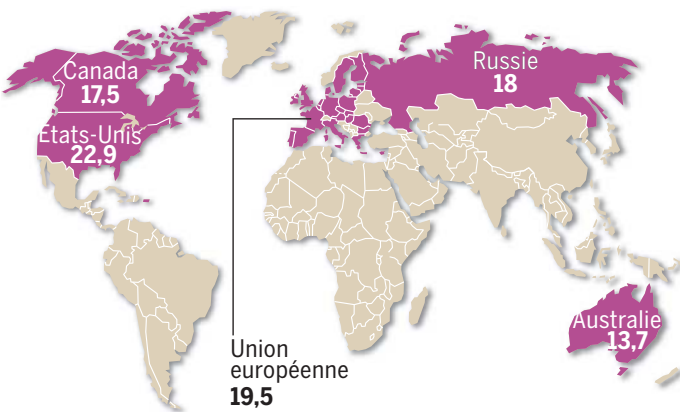 Canada
17,5
Etats-Unis
22,9
Russie
18
Union
européenne
19,5
Australie
13,7